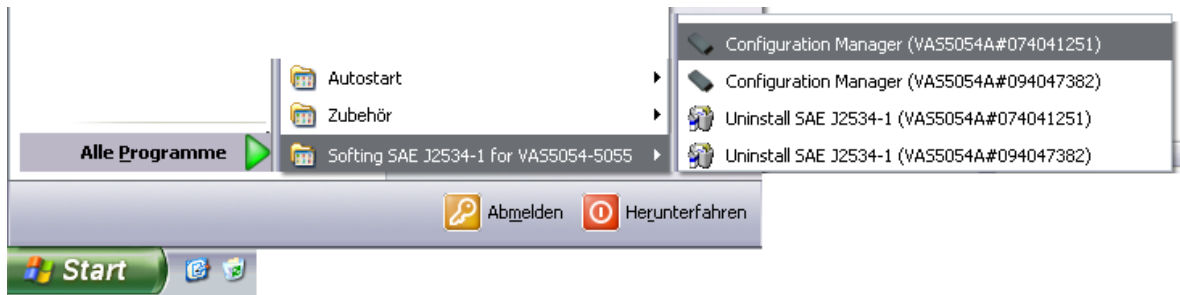 Configuration Manager (VAS5054A#074041251)
Configuration Manager (VAS5054A#094047382)
Uninstall SAE J2534-1 (VAS5054A#074041251)
Uninstall SAE J2534-1 (VAS5054A#094047382)
Autostart
Zubehör
Softing SAE J2534-1 for VAS5054-5055
Alle Programme
Abmelden
Herunterfahren
Start